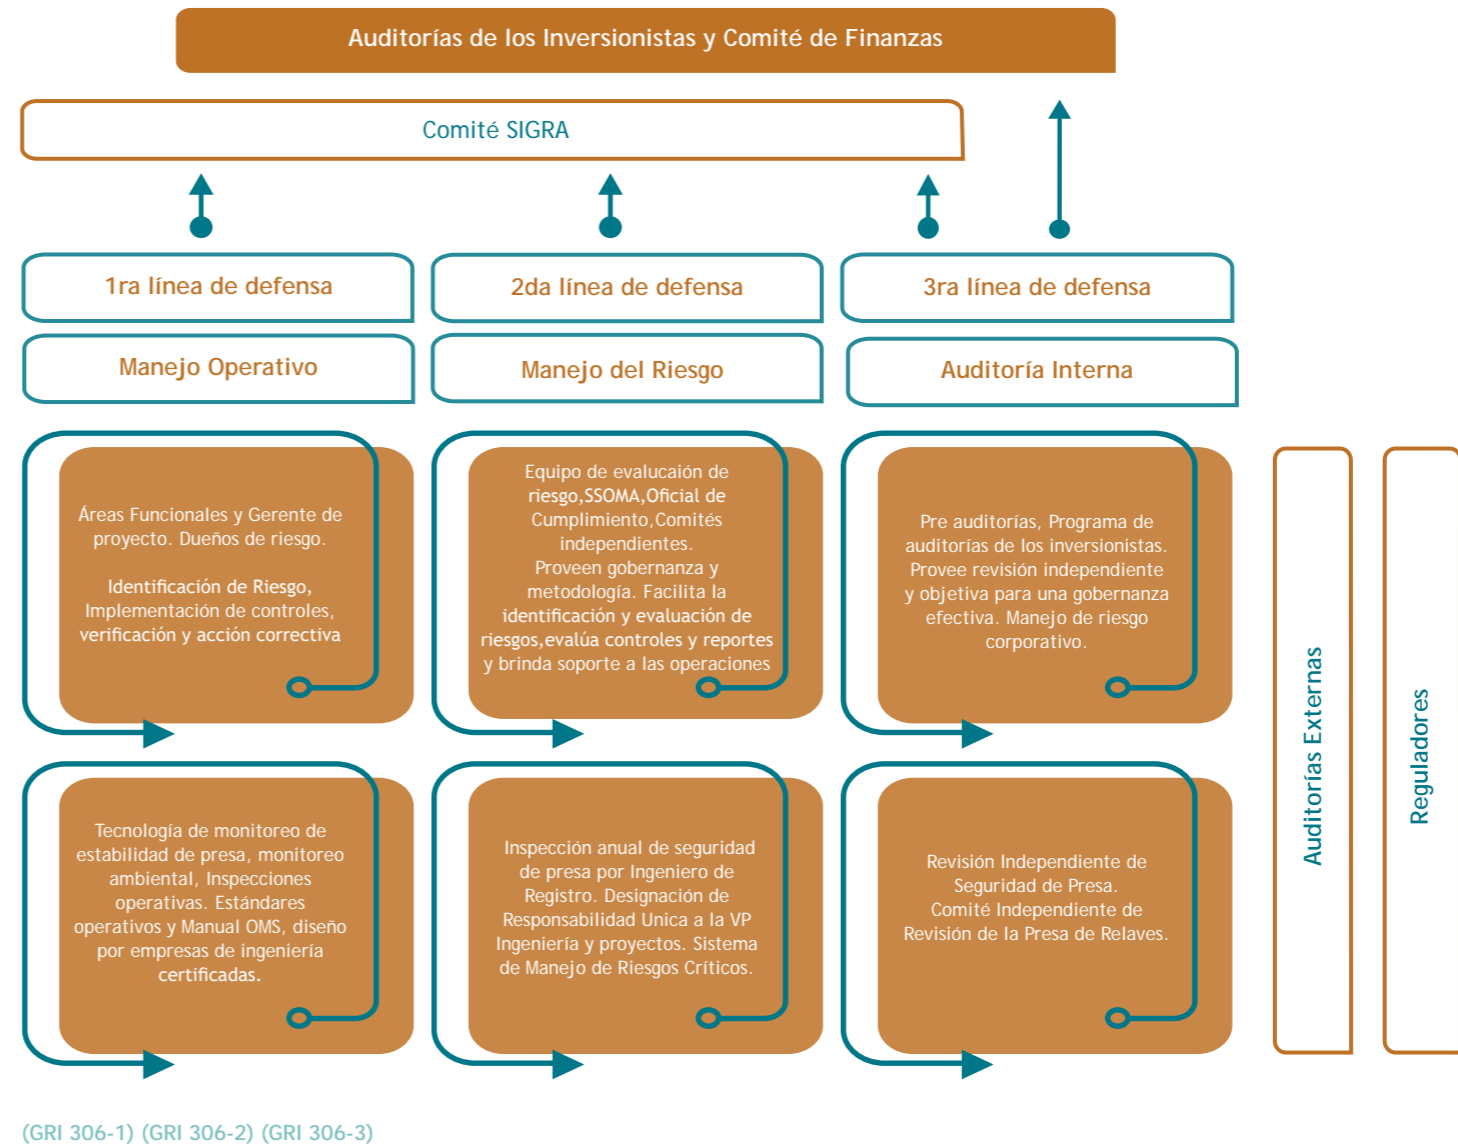 Auditorías de los Inversionistas y Comité de Finanzas
Comité SIGRA
1ra línea de defensa
2da línea de defensa
3ra línea de defensa
Manejo Operativo
Manejo del Riesgo
Auditoría Interna
Áreas Funcionales y Gerente de
proyecto. Dueños de riesgo.
Identificación de Riesgo,
Implementación de controles,
verificación y acción correctiva
Equipo de evalucaión de
riesgo,SSOMA,Oficial de
Cumplimiento,Comités
independientes.
Proveen gobernanza y
metodología. Facilita la
identificación y evaluación de
riesgos,evalúa controles y reportes
y brinda soporte a las operaciones
Pre auditorías, Programa de
auditorías de los inversionistas.
Provee revisión independiente
y objetiva para una gobernanza
efectiva. Manejo de riesgo
corporativo.
Tecnología de monitoreo de
estabilidad de presa, monitoreo
ambiental, Inspecciones
operativas. Estándares
operativos y Manual OMS, diseño
por empresas de ingeniería
certificadas.
Inspección anual de seguridad
de presa por Ingeniero de
Registro. Designación de
Responsabilidad Unica a la VP
Ingeniería y proyectos. Sistema
de Manejo de Riesgos Críticos.
Revisión Independiente de
Seguridad de Presa.
Comité Independiente de
Revisión de la Presa de Relaves.
Auditorías Externas
Reguladores
(GRI 306-1) (GRI 306-2) (GRI 306-3)